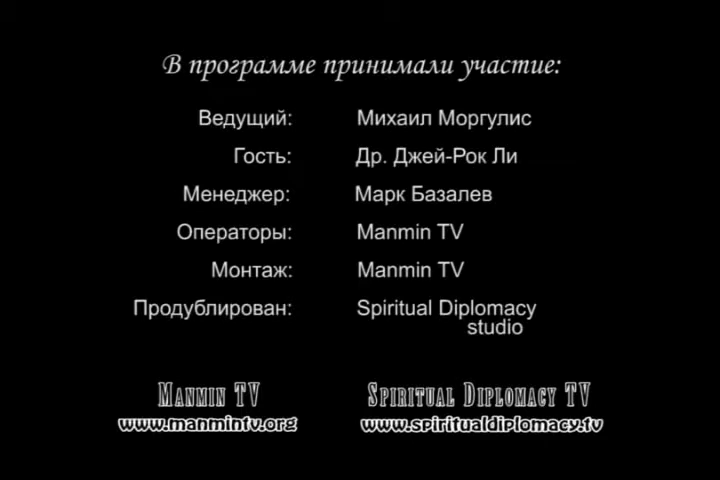 В программе принимали участие:
Ведущий: Михаил Моргулис
Гость: Др. Джей-Рок Ли
Менеджер: Марк Базалев
Операторы: Manmin TV
Монтаж: Manmin TV
Продублирован: Spiritual Diplomacy
studio
Manmin TV Spiritual Diplomacy TV
www.manmintv.org www.spiritualdiplomacy.tv